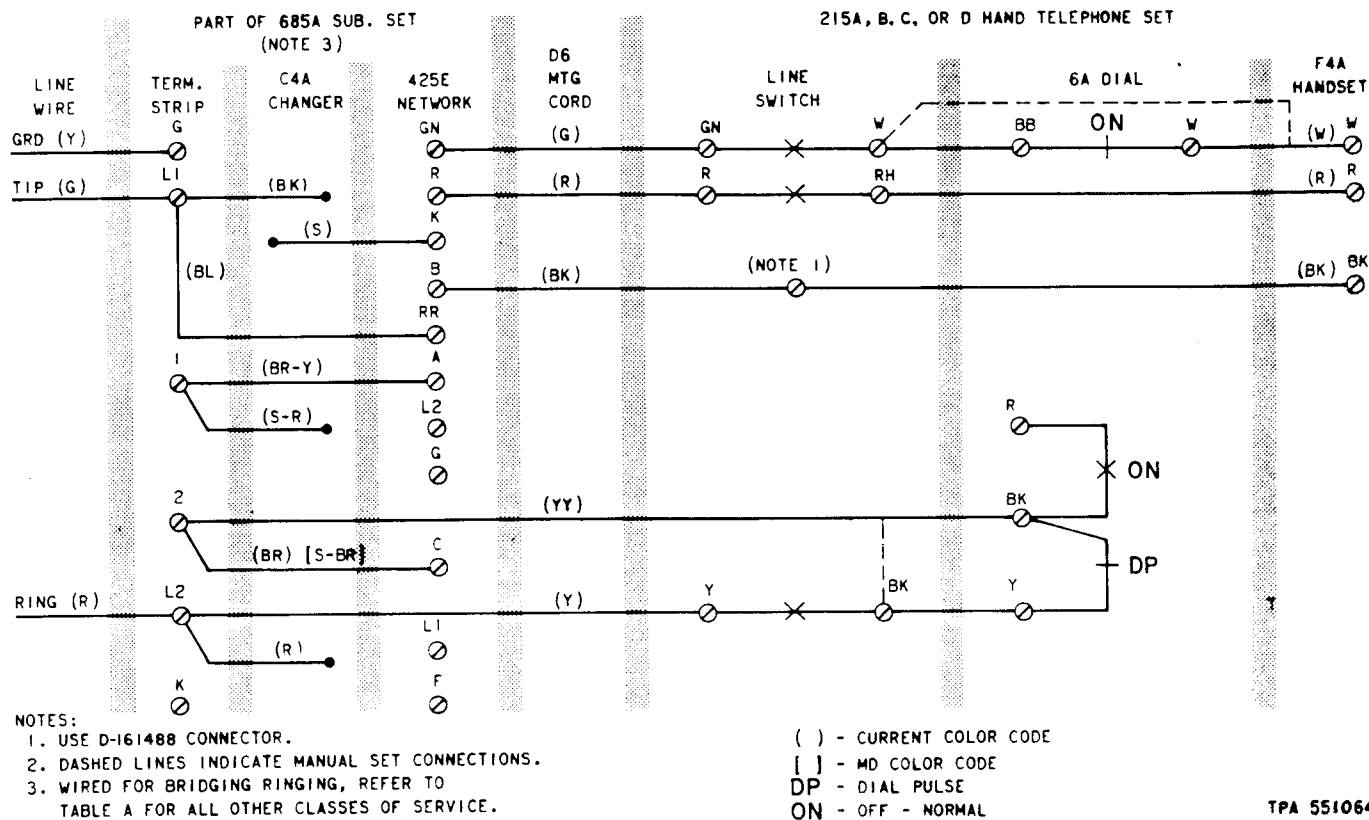 PART OF 685A SUB. SET
(NOTE 3)
215A, B, C, OR D HAND TELEPHONE SET
LINE WIRE
TERM. STRIP
C4A CHANGER
425E NETWORK
D6 MTG CORD
LINE SWITCH
6A DIAL
F4A HANDSET
GRD (Y) G GN (G) GN W BB ON W (W) W
TIP (G) L1 (BK) R (R) R RH (R) R
(S) K
(BL) B (BK) (NOTE 1) (BK) BK
RR
1 (BR-Y) A
(S-R) L2 R
G ON
2 (YY) BK
(BR) [S-BR] C DP
RING (R) L2 (Y) Y BK Y
(R) L1
K F
NOTES:
1. USE D-161488 CONNECTOR.
2. DASHED LINES INDICATE MANUAL SET CONNECTIONS.
3. WIRED FOR BRIDGING RINGING, REFER TO
TABLE A FOR ALL OTHER CLASSES OF SERVICE.
( ) - CURRENT COLOR CODE
[ ] - MD COLOR CODE
DP - DIAL PULSE
ON - OFF - NORMAL
TPA 551064